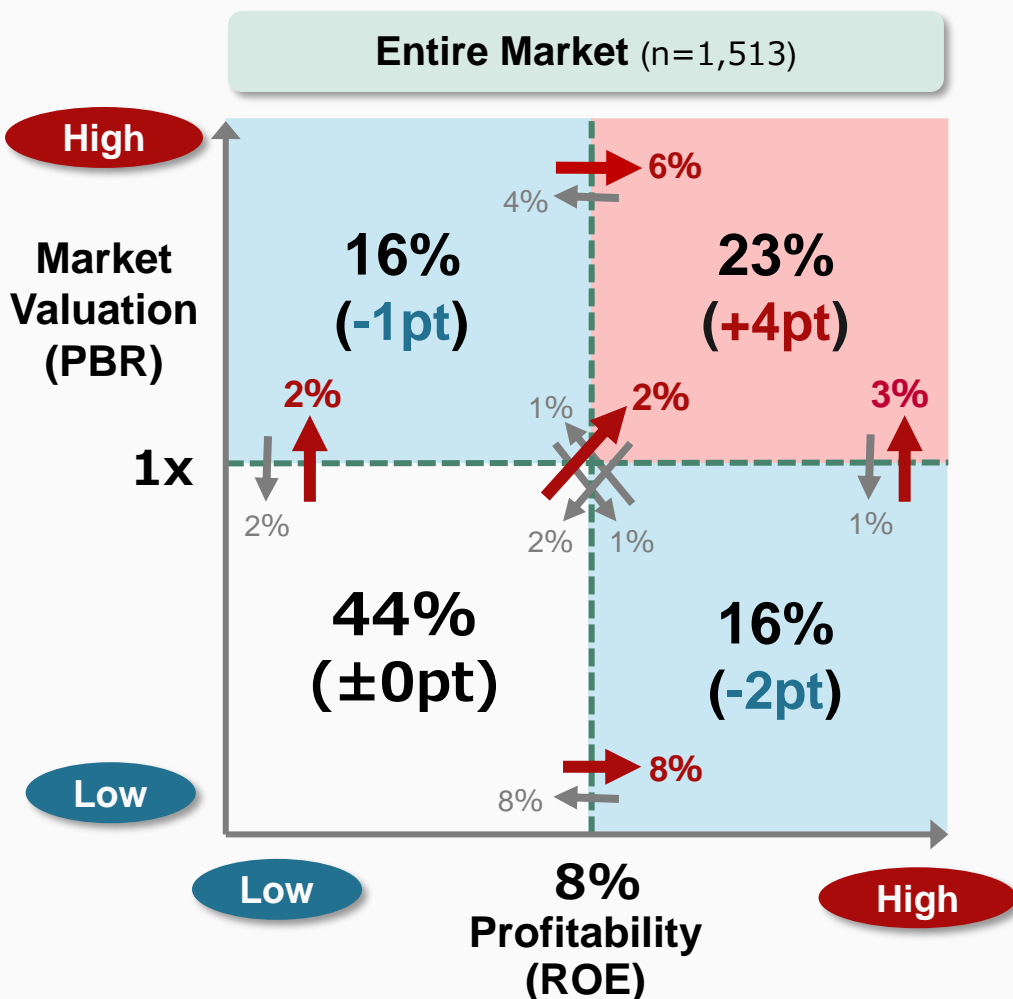 Entire Market (n=1,513)
High
Market
Valuation
(PBR)
6%
4%
16%
(-1pt)
23%
(+4pt)
2%
1%
2%
3%
1x
2%
2%
1%
1%
44%
(±0pt)
16%
(-2pt)
8%
8%
Low
Low
8%
Profitability
(ROE)
High